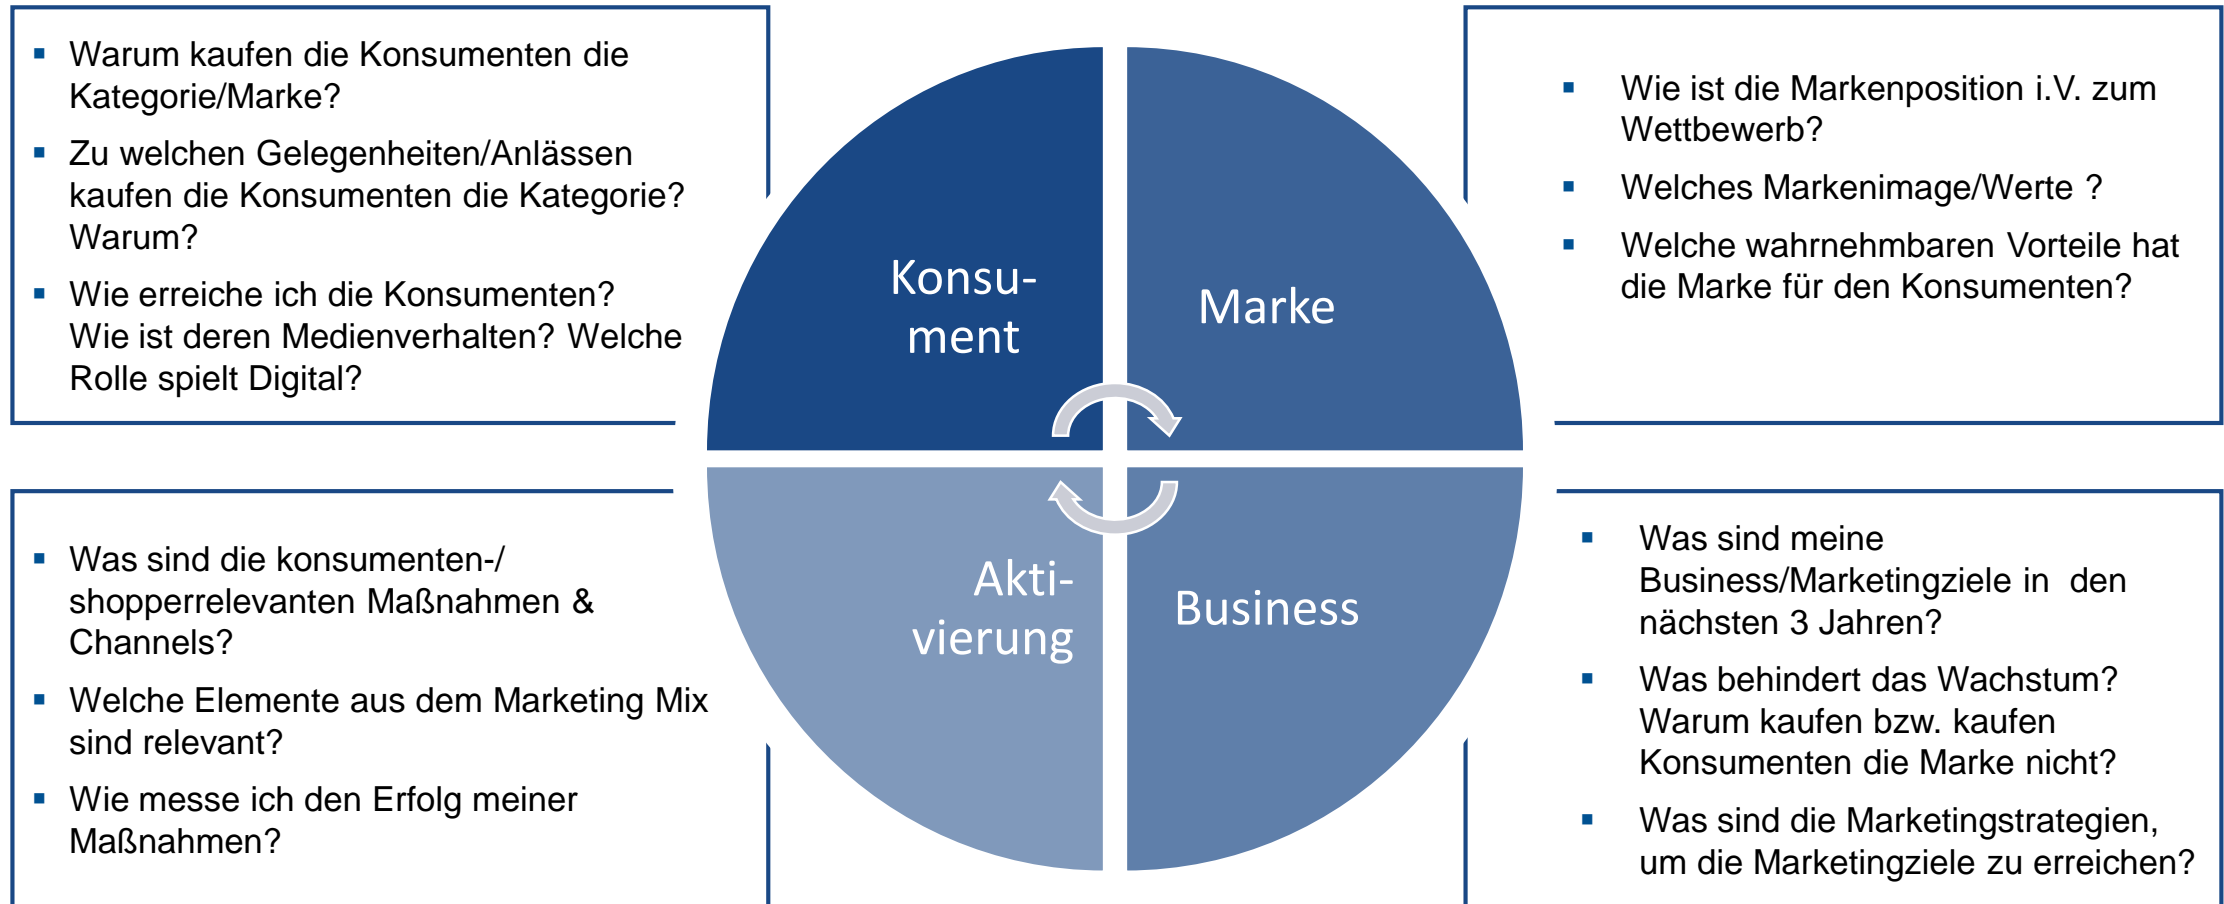 Warum kaufen die Konsumenten die
Kategorie/Marke?
Zu welchen Gelegenheiten/Anlässen
kaufen die Konsumenten die Kategorie?
Warum?
Wie erreiche ich die Konsumenten?
Wie ist deren Medienverhalten? Welche
Rolle spielt Digital?
Konsu-
ment
Marke
Wie ist die Markenposition i.V. zum
Wettbewerb?
Welches Markenimage/Werte ?
Welche wahrnehmbaren Vorteile hat
die Marke für den Konsumenten?
Was sind die konsumenten-/
shopperrelevanten Maßnahmen &
Channels?
Welche Elemente aus dem Marketing Mix
sind relevant?
Wie messe ich den Erfolg meiner
Maßnahmen?
Akti-
vierung
Business
Was sind meine
Business/Marketingziele in  den
nächsten 3 Jahren?
Was behindert das Wachstum?
Warum kaufen bzw. kaufen
Konsumenten die Marke nicht?
Was sind die Marketingstrategien,
um die Marketingziele zu erreichen?